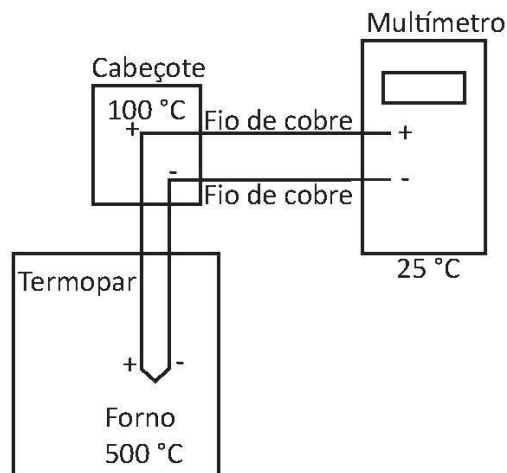 Multímetro
Cabeçote
100 °C
+
Fio de cobre
+
-
-
Fio de cobre
25 °C
Termopar
+
-
Forno
500 °C